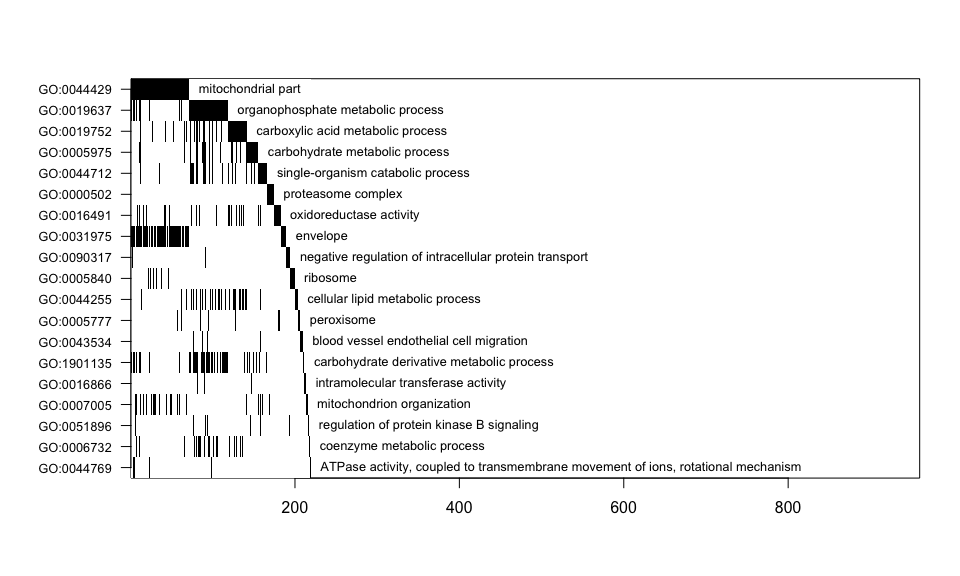 GO:0044429 mitochondrial part
GO:0019637 organophosphate metabolic process
GO:0019752 carboxylic acid metabolic process
GO:0005975 carbohydrate metabolic process
GO:0044712 single-organism catabolic process
GO:0000502 proteasome complex
GO:0016491 oxidoreductase activity
GO:0031975 envelope
GO:0090317 negative regulation of intracellular protein transport
GO:0005840 ribosome
GO:0044255 cellular lipid metabolic process
GO:0005777 peroxisome
GO:0043534 blood vessel endothelial cell migration
GO:1901135 carbohydrate derivative metabolic process
GO:0016866 intramolecular transferase activity
GO:0007005 mitochondrion organization
GO:0051896 regulation of protein kinase B signaling
GO:0006732 coenzyme metabolic process
GO:0044769 ATPase activity, coupled to transmembrane movement of ions, rotational mechanism
200 400 600 800